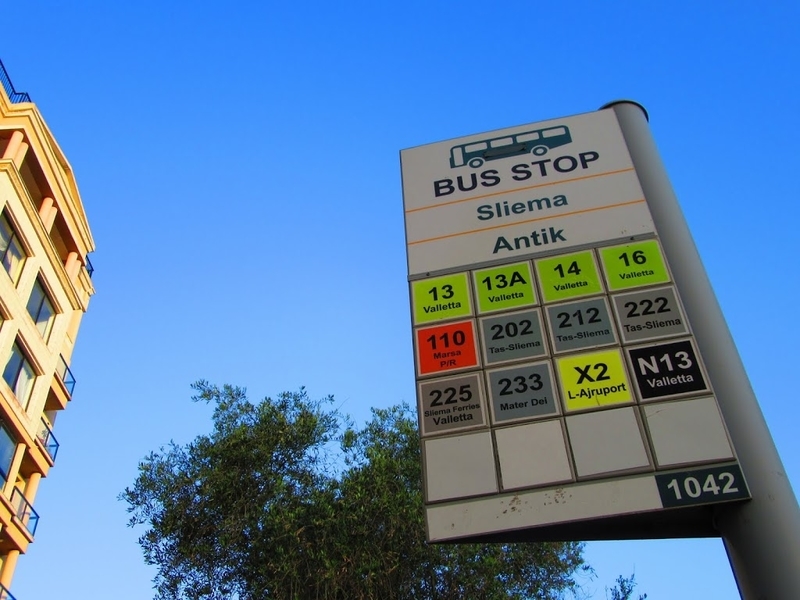 BUS STOP
Sliema
Antik
13
Valletta
13A
Valletta
14
Valletta
16
Valletta
110
Marsa
P/R
202
Tas-Sliema
212
Tas-Sliema
222
Tas-Sliema
225
Sliema Ferries
Valletta
233
Mater Dei
X2
L-Ajruport
N13
Valletta
1042